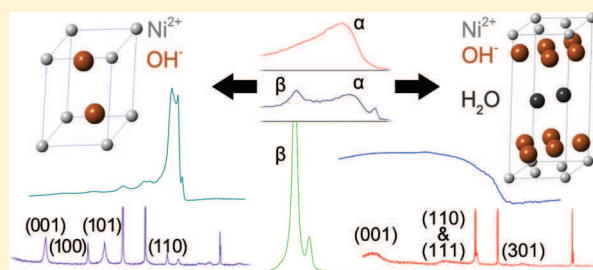 Ni²⁺
OH⁻
α
β α
β
Ni²⁺
OH⁻
H₂O
(001)
(100)
(101)
(110)
(001)
(110)
&
(111)
(301)